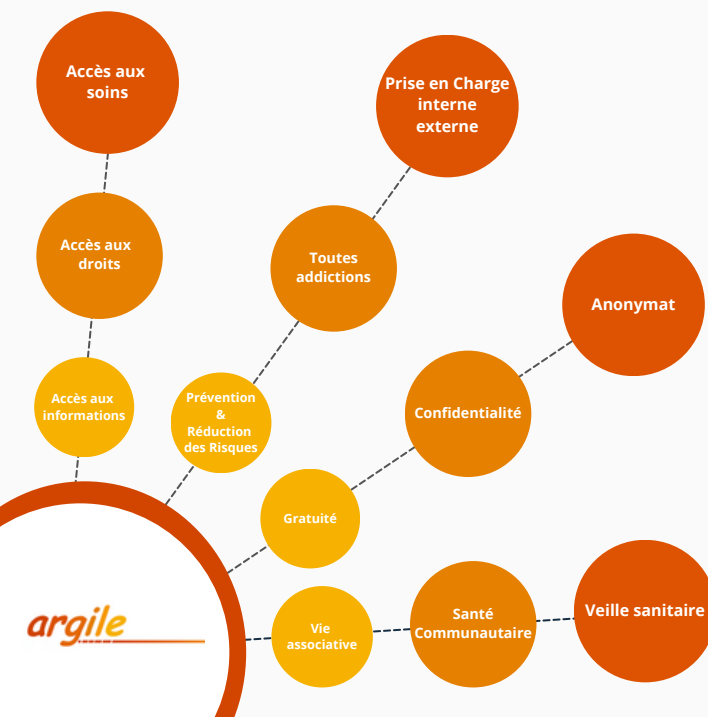 Accès aux
soins
Prise en Charge
interne
externe
Accès aux
droits
Toutes
addictions
Anonymat
Accès aux
informations
Prévention
&
Réduction
des Risques
Confidentialité
Gratuité
argile
Vie
associative
Santé
Communautaire
Veille sanitaire